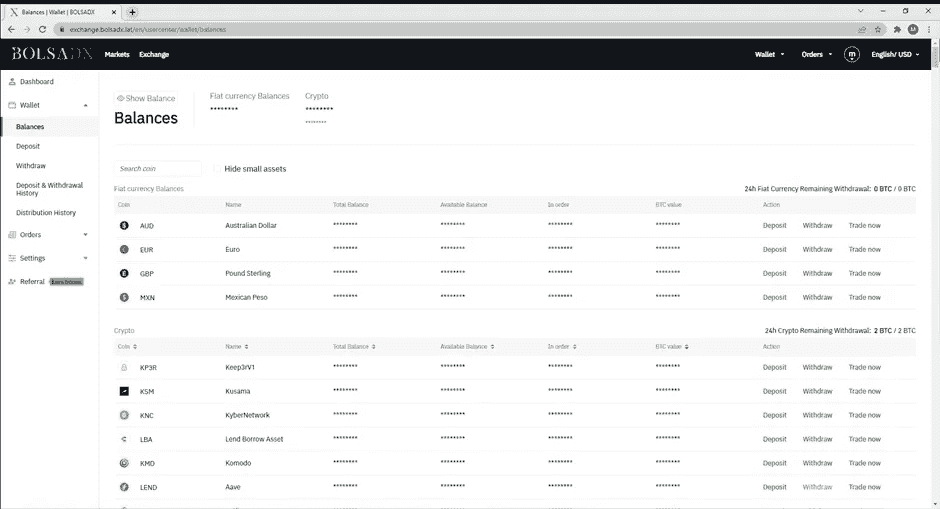 Balances | Wallet | BOLSADX
exchange.bolsadx.lat/en/usercenter/wallet/balances
BOLSADX Markets Exchange Wallet Orders m English/ USD
Dashboard
Wallet
Balances
Deposit
Withdraw
Deposit & Withdrawal
History
Distribution History
Orders
Settings
Referral
Show Balance
Balances
Fiat currency Balances
********
Crypto
********
********
Search coin
Hide small assets
Fiat currency Balances 24h Fiat Currency Remaining Withdrawal: 0 BTC / 0 BTC
Coin Name Total Balance Available Balance In order BTC value Action
AUD Australian Dollar ******** ******** ******** ******** Deposit Withdraw Trade now
EUR Euro ******** ******** ******** ******** Deposit Withdraw Trade now
GBP Pound Sterling ******** ******** ******** ******** Deposit Withdraw Trade now
MXN Mexican Peso ******** ******** ******** ******** Deposit Withdraw Trade now
Crypto 24h Crypto Remaining Withdrawal: 2 BTC / 2 BTC
Coin Name Total Balance Available Balance In order BTC value Action
KP3R Keep3rV1 ******** ******** ******** ******** Deposit Withdraw Trade now
KSM Kusama ******** ******** ******** ******** Deposit Withdraw Trade now
KNC KyberNetwork ******** ******** ******** ******** Deposit Withdraw Trade now
LBA Lend Borrow Asset ******** ******** ******** ******** Deposit Withdraw Trade now
KMD Komodo ******** ******** ******** ******** Deposit Withdraw Trade now
LEND Aave ******** ******** ******** ******** Deposit Withdraw Trade now